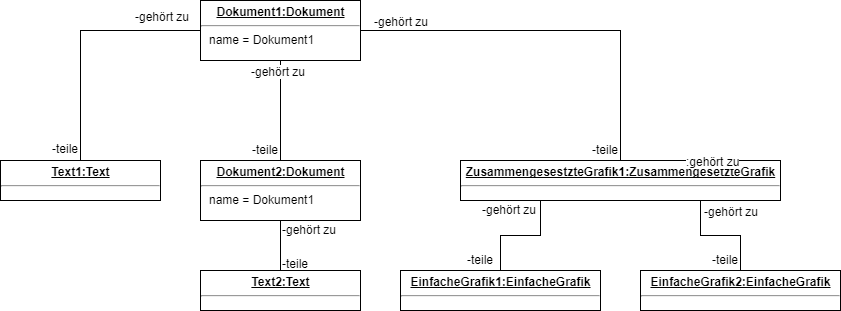 -gehört zu
Dokument1:Dokument
-gehört zu
name = Dokument1
-gehört zu
-teile
-teile
-teile
Text1:Text
Dokument2:Dokument
:gehört zu
ZusammengesestzteGrafik1:ZusammengesetzteGrafik
name = Dokument1
-gehört zu
-gehört zu
-gehört zu
-teile
-teile
-teile
Text2:Text
EinfacheGrafik1:EinfacheGrafik
EinfacheGrafik2:EinfacheGrafik